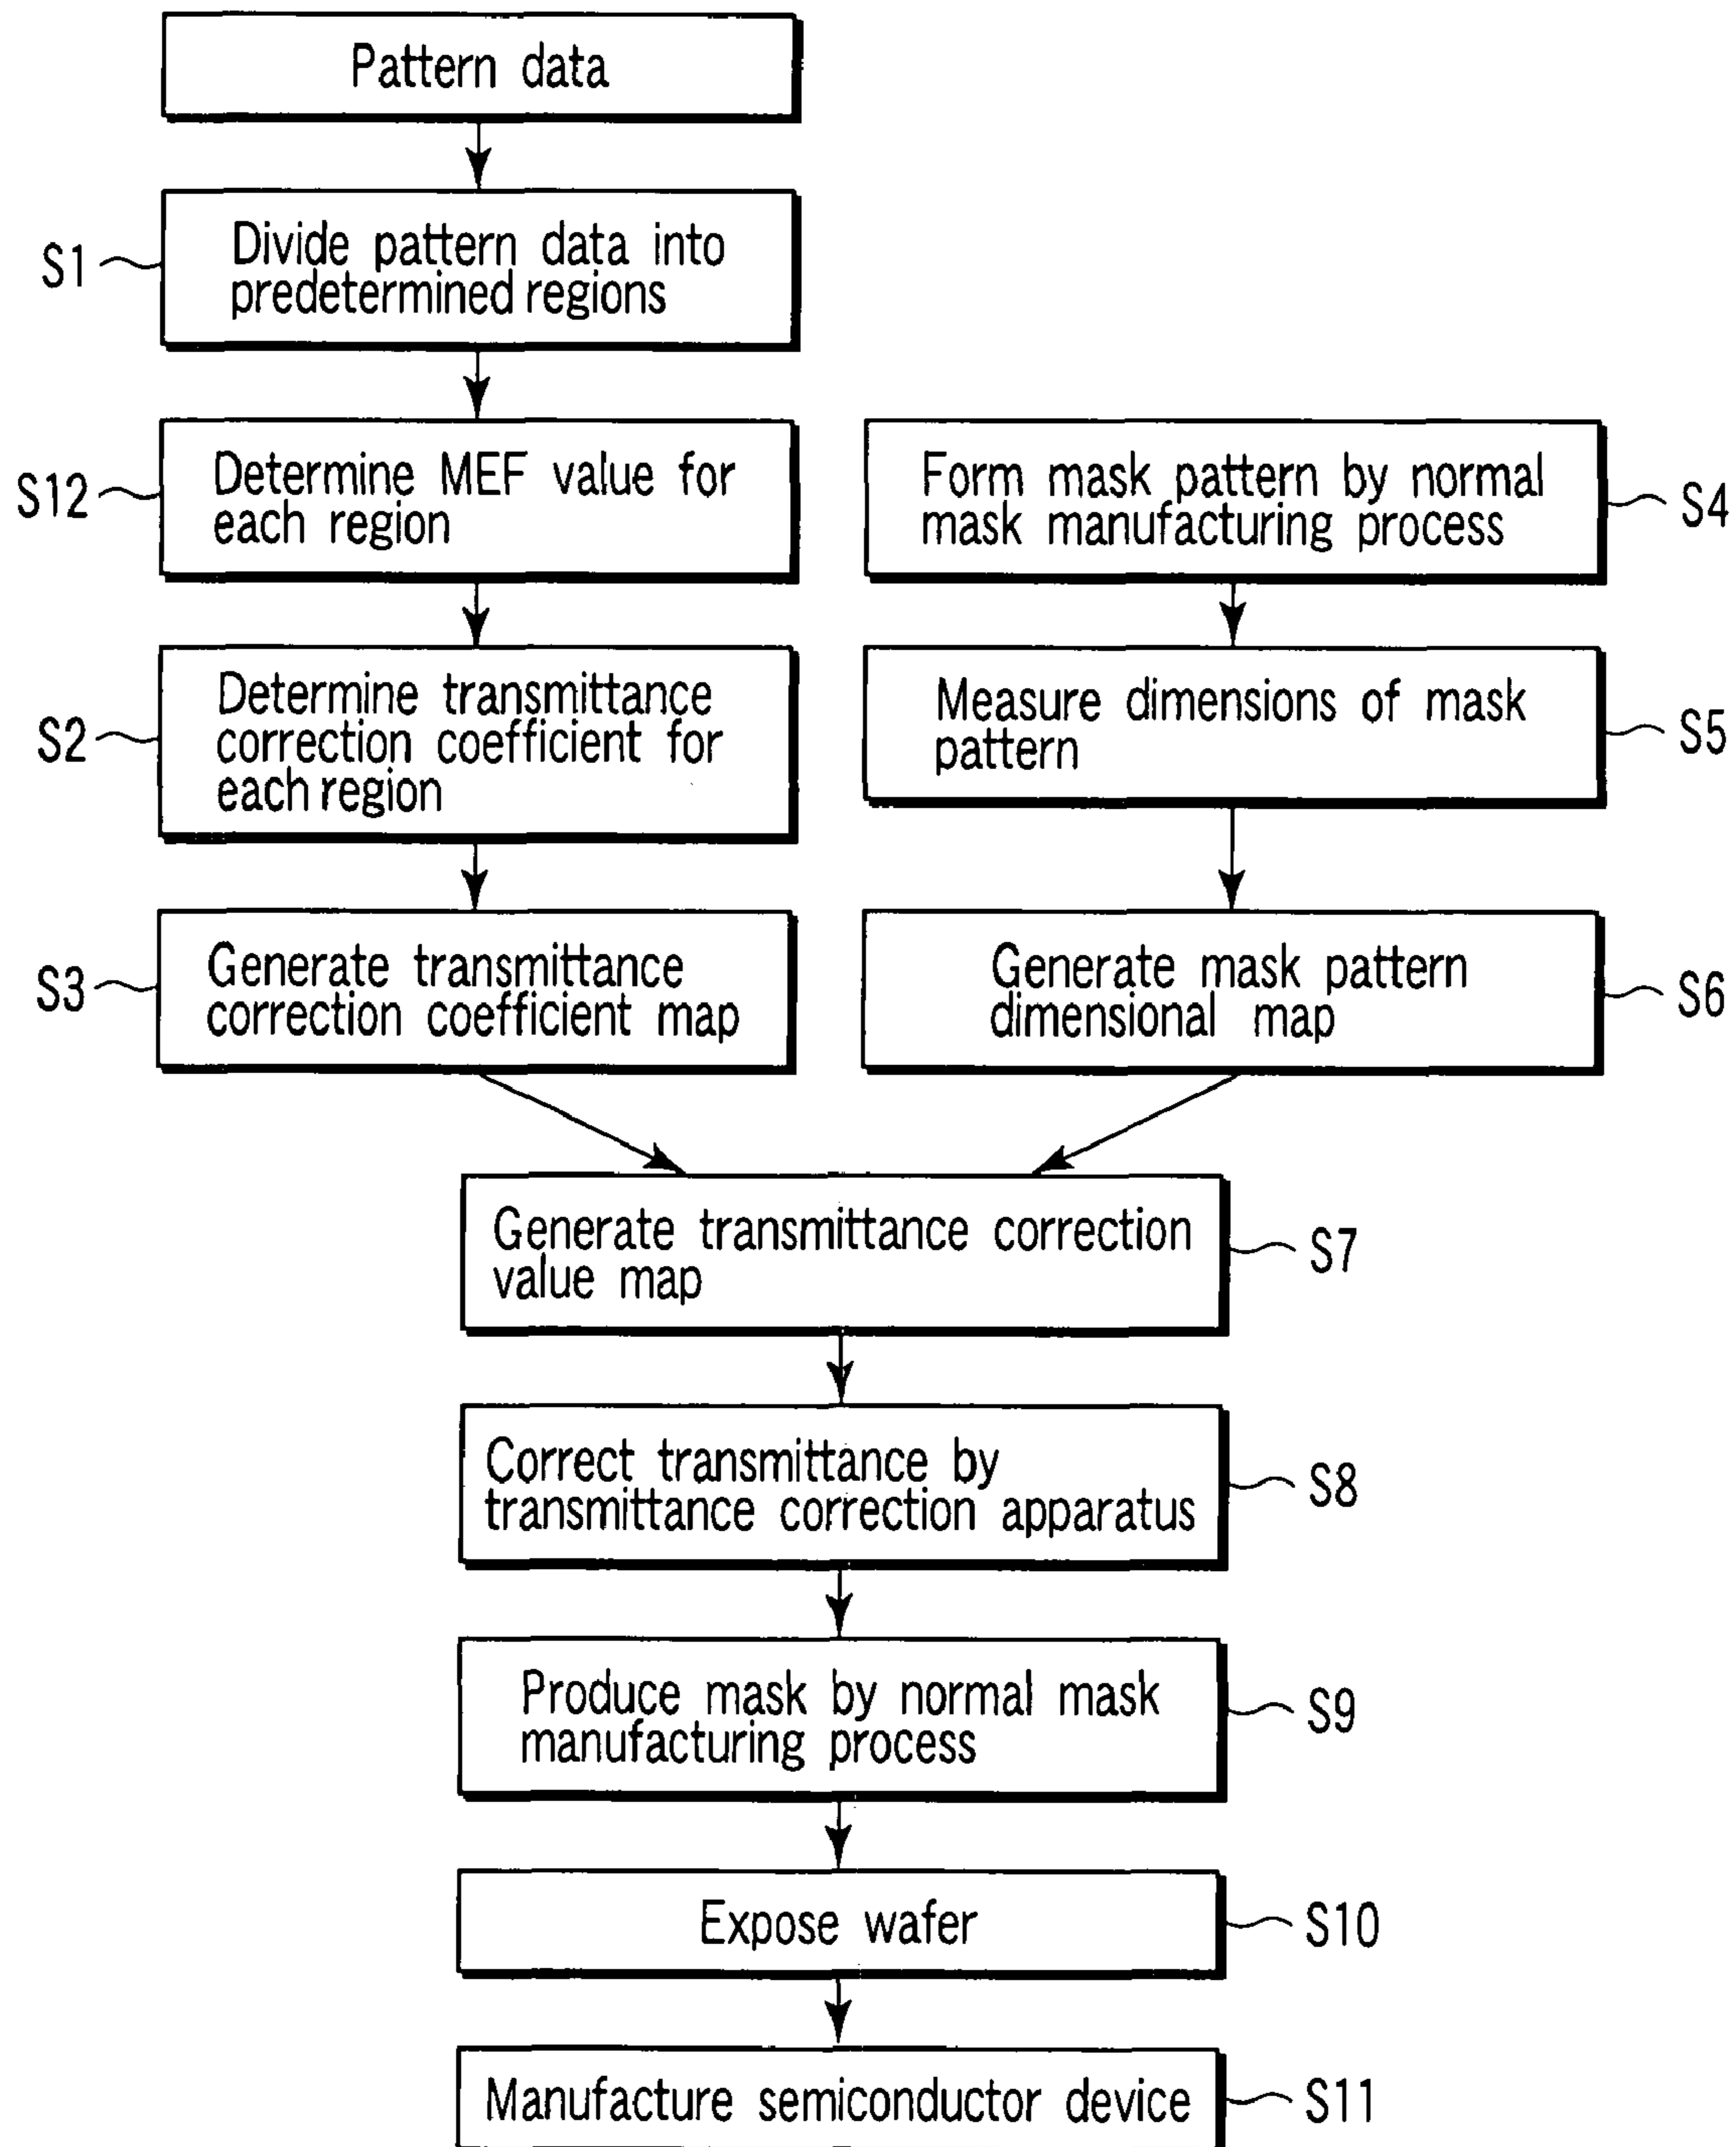 Pattern data
S1
Divide pattern data into
predetermined regions
S12
Determine MEF value for
each region
S2
Determine transmittance
correction coefficient for
each region
S3
Generate transmittance
correction coefficient map
Form mask pattern by normal
mask manufacturing process
S4
Measure dimensions of mask
pattern
S5
Generate mask pattern
dimensional map
S6
Generate transmittance correction
value map
S7
Correct transmittance by
transmittance correction apparatus
S8
Produce mask by normal mask
manufacturing process
S9
Expose wafer
S10
Manufacture semiconductor device
S11